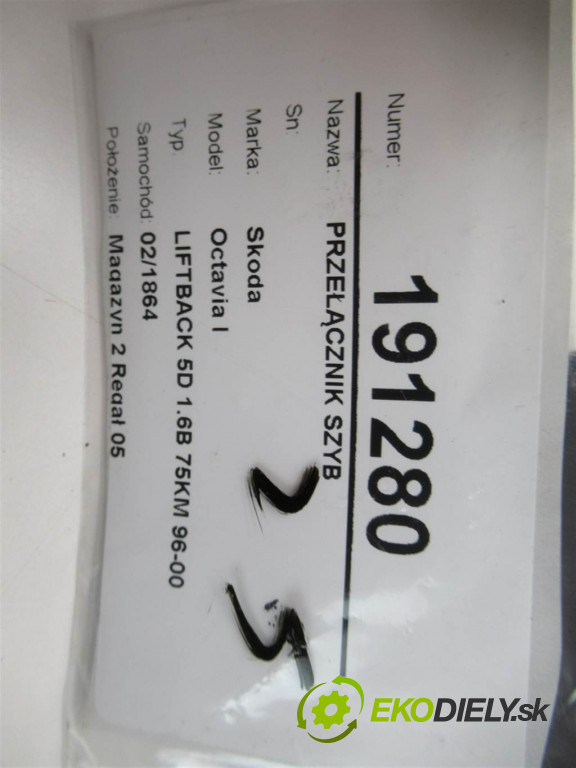 Numer: 191280
Nazwa: PRZEŁĄCZNIK SZYB
Sn:
Marka: Skoda
Model: Octavia I
Typ: LIFTBACK 5D 1.6B 75KM 96-00
Samochód: 02/1864
Położenie: Magazyn 2 Regał 05
2 5
EKODIELY.sk